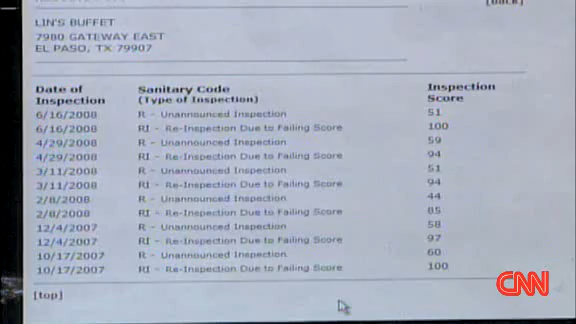 [back]
LIN'S BUFFET
7980 GATEWAY EAST
EL PASO, TX 79907
Date of Inspection Sanitary Code (Type of Inspection) Inspection Score
6/16/2008 R - Unannounced Inspection 51
6/16/2008 RI - Re-Inspection Due to Failing Score 100
4/29/2008 R - Unannounced Inspection 59
4/29/2008 RI - Re-Inspection Due to Failing Score 94
3/11/2008 R - Unannounced Inspection 51
3/11/2008 RI - Re-Inspection Due to Failing Score 94
2/8/2008 R - Unannounced Inspection 44
2/8/2008 RI - Re-Inspection Due to Failing Score 85
12/4/2007 R - Unannounced Inspection 58
12/4/2007 RI - Re-Inspection Due to Failing Score 97
10/17/2007 R - Unannounced Inspection 60
10/17/2007 RI - Re-Inspection Due to Failing Score 100
[top]
CNN